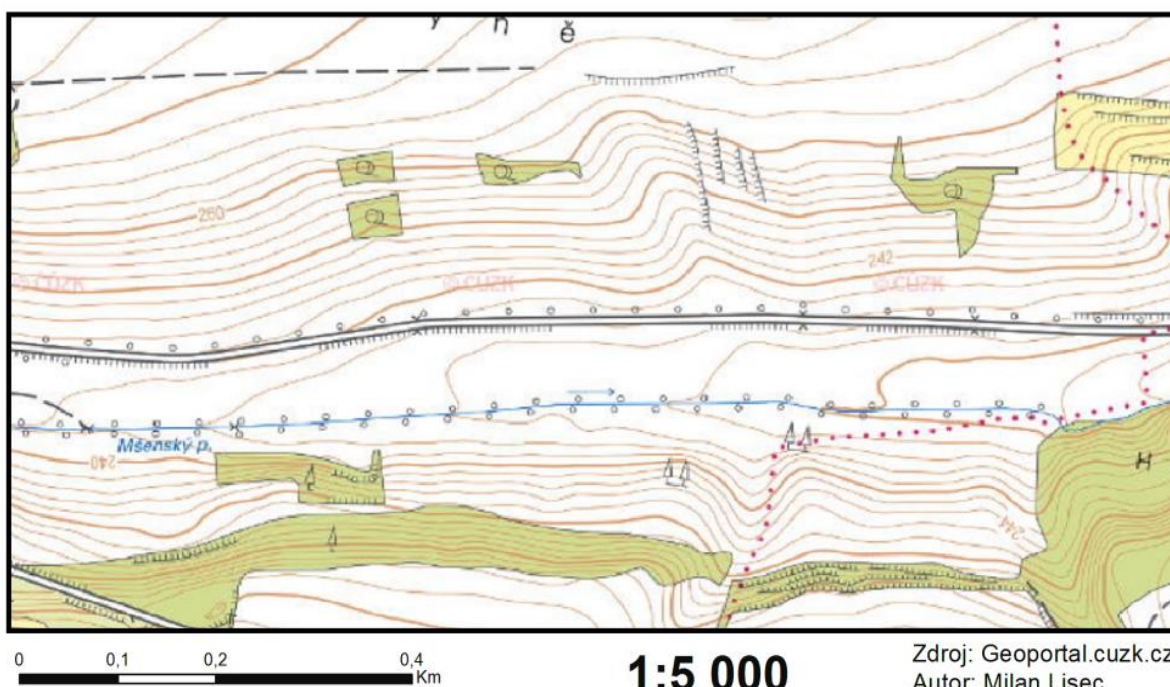 y n ě
260
242
© ČÚZK
© ČÚZK
© ČÚZK
Mšenský p.
240
244
H
0 0,1 0,2 0,4
Km
1:5 000
Zdroj: Geoportal.cuzk.cz
Autor: Milan Lisec